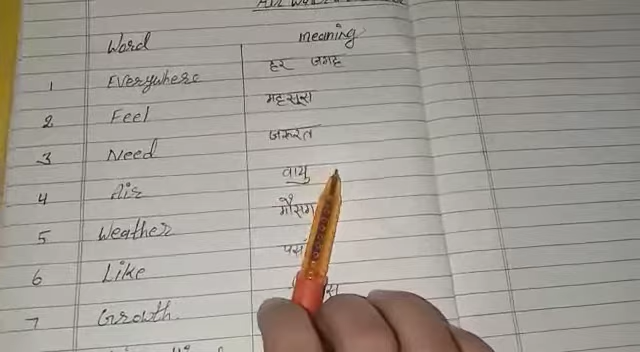 Word meaning
1 Everywhere हर जगह
2 Feel महसूस
3 Need जरूरत
4 Air वायु
5 Weather मौसम
6 Like
7 Growth